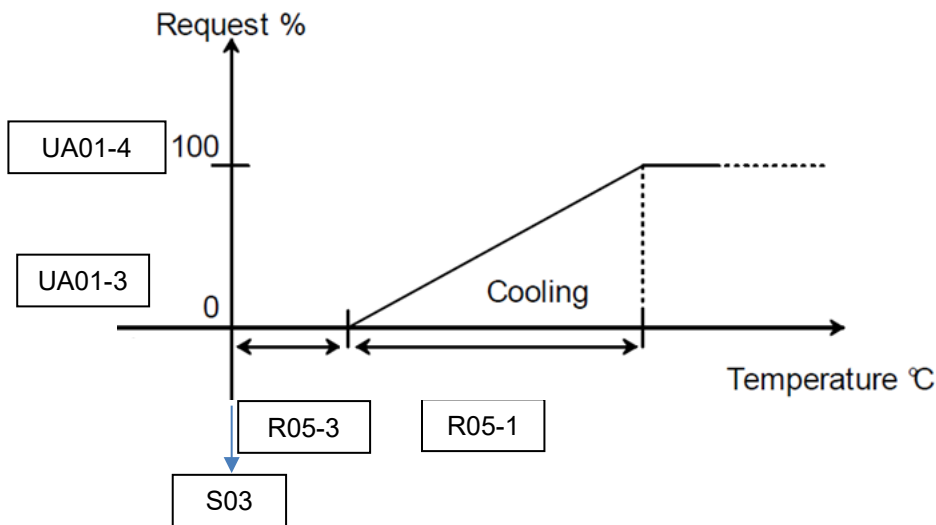 Request %
UA01-4
100
UA01-3
0
Cooling
Temperature °C
R05-3
R05-1
S03